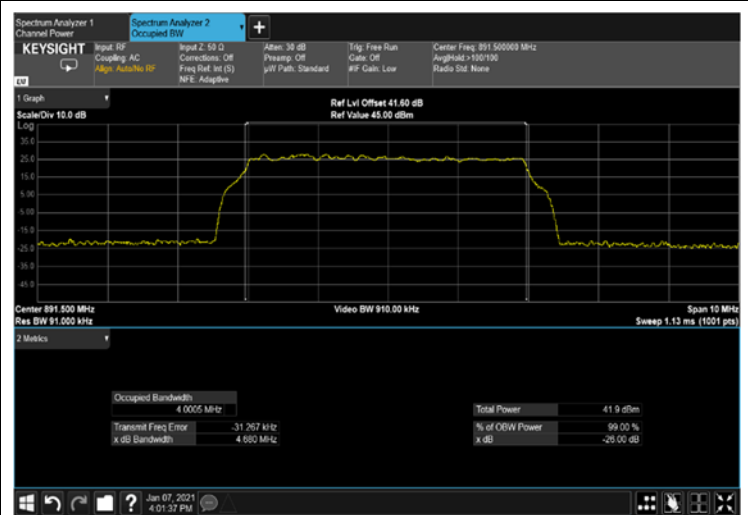 Spectrum Analyzer 1
Channel Power
Spectrum Analyzer 2
Occupied BW
+
KEYSIGHT
Input: RF
Coupling: AC
Align: Auto/No RF
Input Z: 50 Ω
Corrections: Off
Freq Ref: Int (S)
NFE: Adaptive
Atten: 30 dB
Preamp: Off
µW Path: Standard
Trig: Free Run
Gate: Off
#IF Gain: Low
Center Freq: 891.500000 MHz
Avg|Hold:>100/100
Radio Std: None
1 Graph
Scale/Div 10.0 dB
Ref Lvl Offset 41.60 dB
Ref Value 45.00 dBm
Log
35.0
25.0
15.0
5.00
-5.00
-15.0
-25.0
-35.0
-45.0
Center 891.500 MHz
Res BW 91.000 kHz
Video BW 910.00 kHz
Span 10 MHz
Sweep 1.13 ms (1001 pts)
2 Metrics
Occupied Bandwidth
4.0005 MHz
Transmit Freq Error -31.267 kHz
x dB Bandwidth 4.680 MHz
Total Power 41.9 dBm
% of OBW Power 99.00 %
x dB -26.00 dB
?
Jan 07, 2021
4:01:37 PM